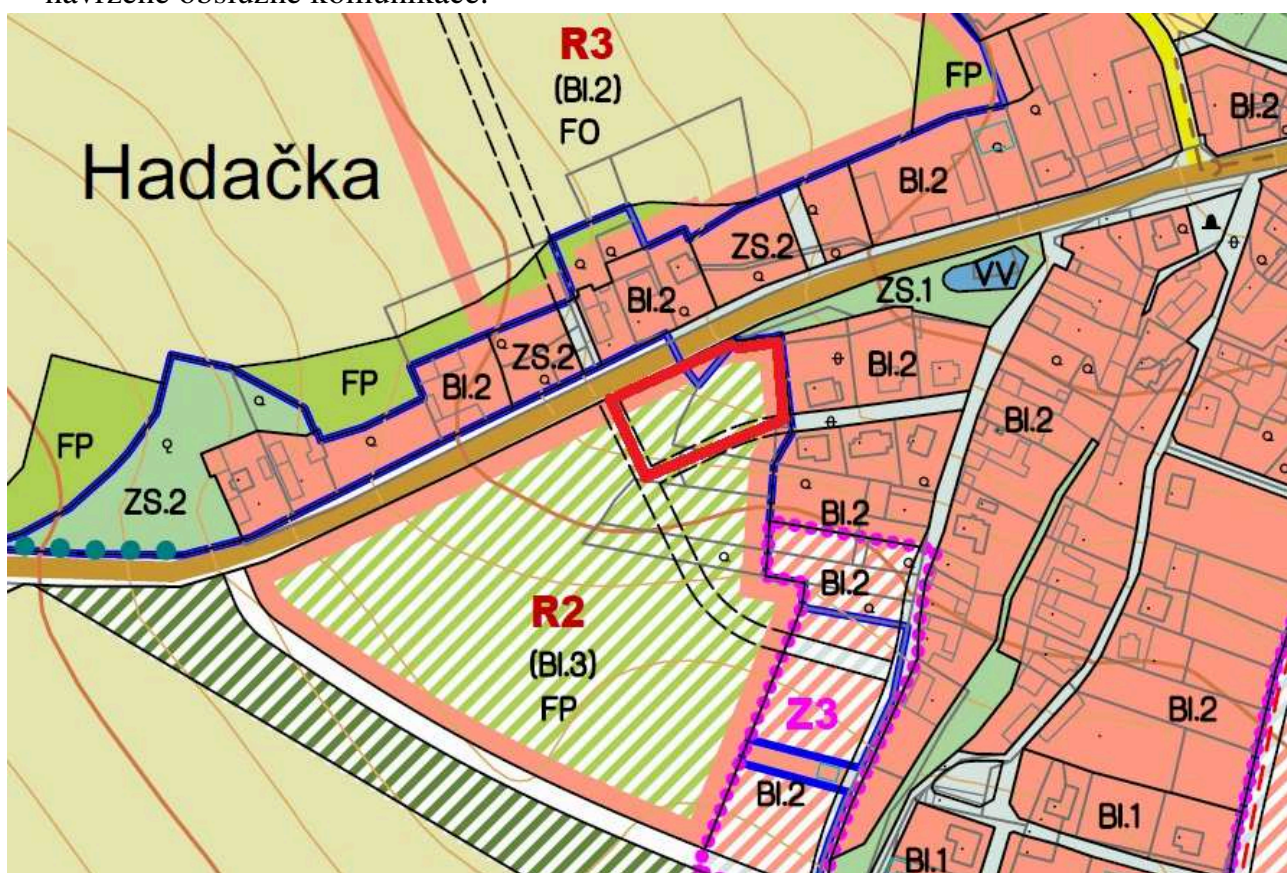 navržené obslužné komunikace.
R3
(BI.2)
FO
FP
BI.2
Hadačka
BI.2
ZS.2
VV
ZS.1
BI.2
FP
ZS.2
BI.2
BI.2
BI.2
FP
ZS.2
BI.2
BI.2
R2
(BI.3)
FP
Z3
BI.2
BI.2
BI.1
BI.1